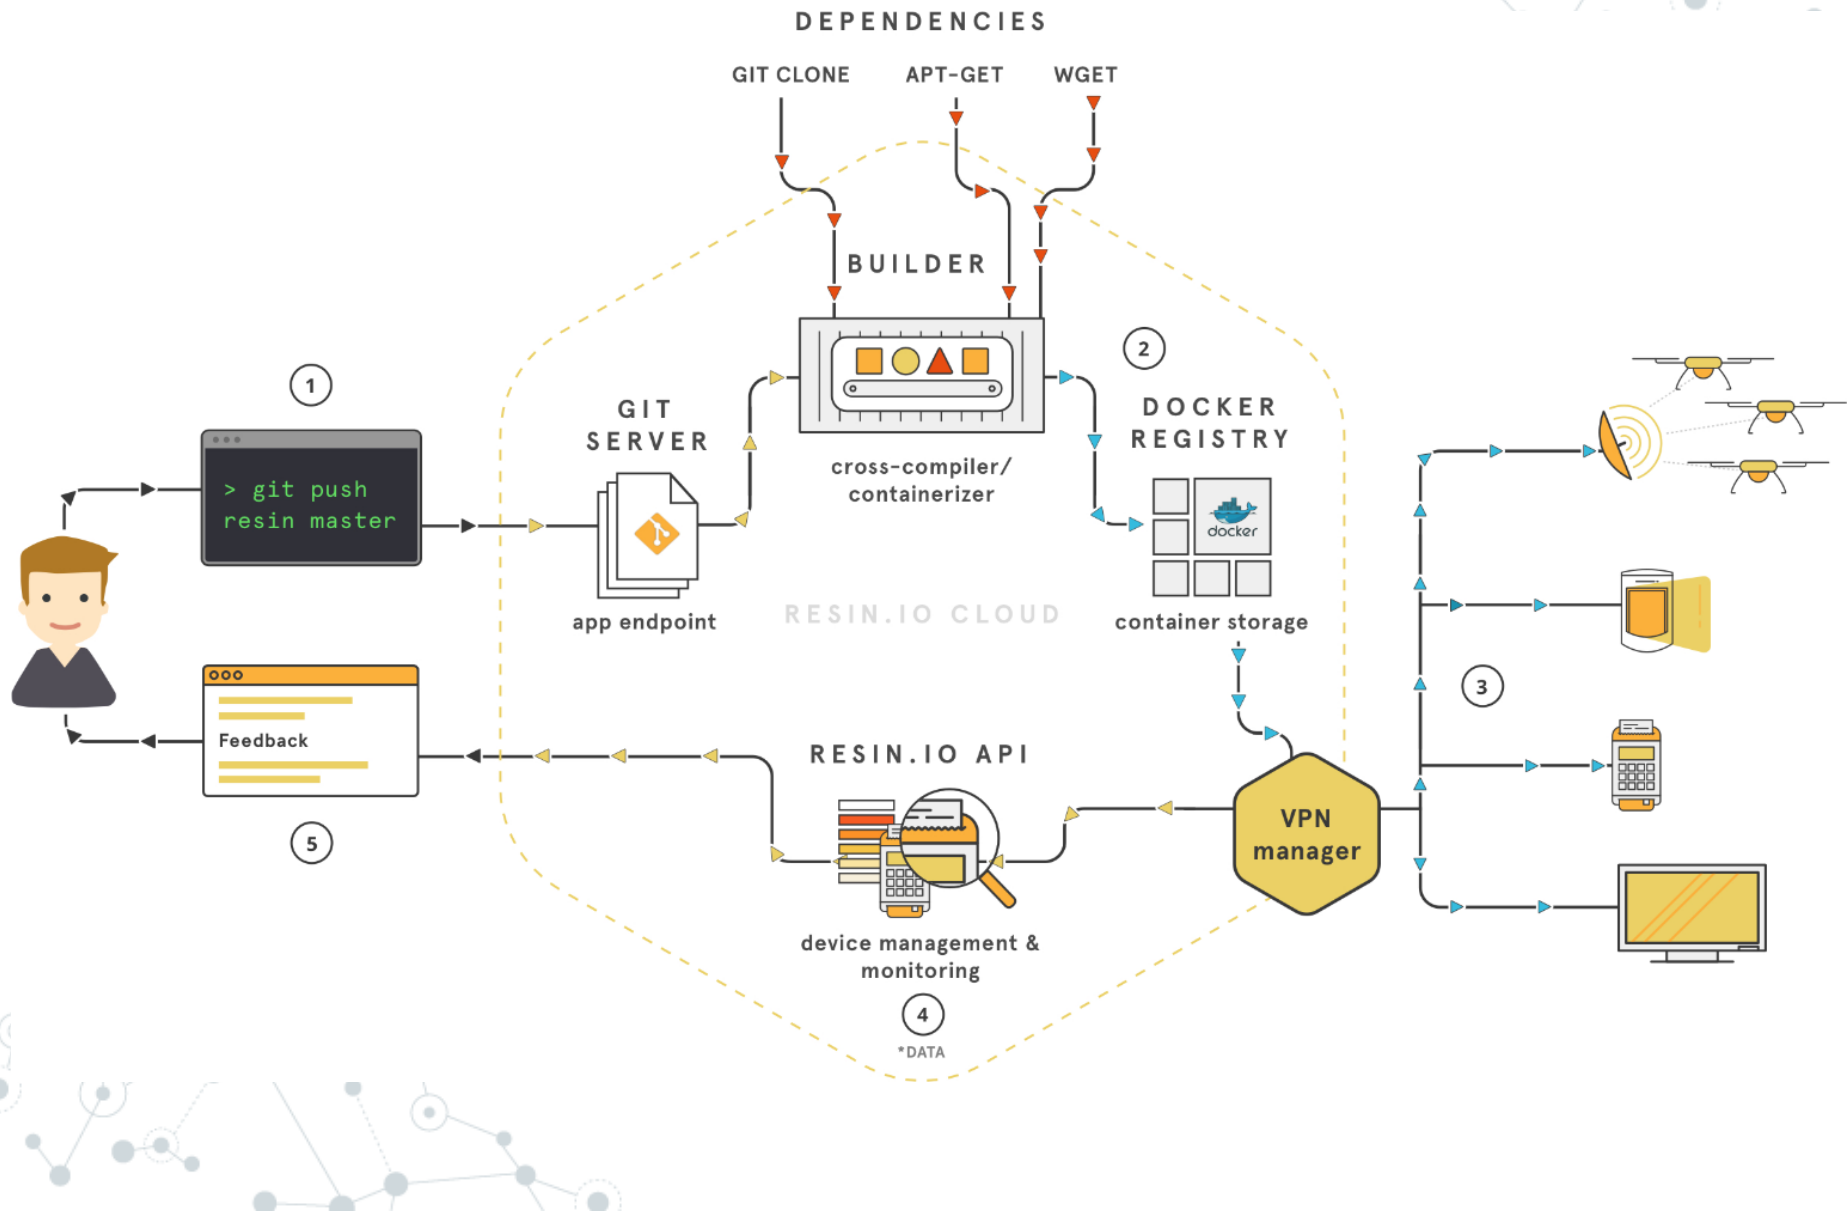 DEPENDENCIES
GIT CLONE
APT-GET
WGET
BUILDER
2
1
GIT
SERVER
DOCKER
REGISTRY
cross-compiler/
containerizer
> git push
resin master
docker
RESIN.IO CLOUD
app endpoint
container storage
3
Feedback
RESIN.IO API
VPN
manager
5
device management &
monitoring
4
*DATA